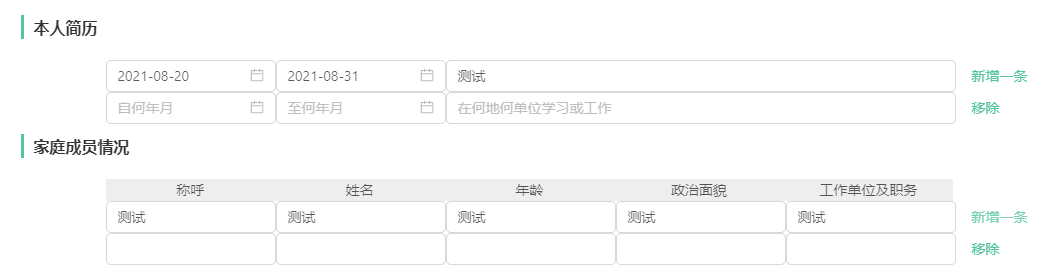 本人简历
2021-08-20 2021-08-31 测试 新增一条
自何年月 至何年月 在何地何单位学习或工作 移除
家庭成员情况
称呼 姓名 年龄 政治面貌 工作单位及职务
测试 测试 测试 测试 测试 新增一条
移除